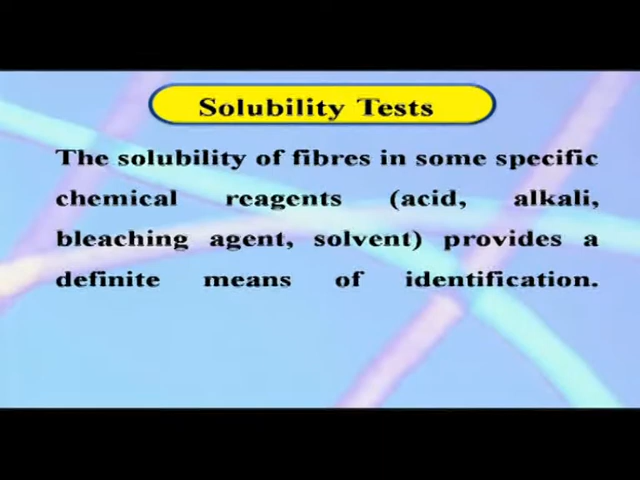 Solubility Tests
The solubility of fibres in some specific
chemical reagents (acid, alkali,
bleaching agent, solvent) provides a
definite means of identification.